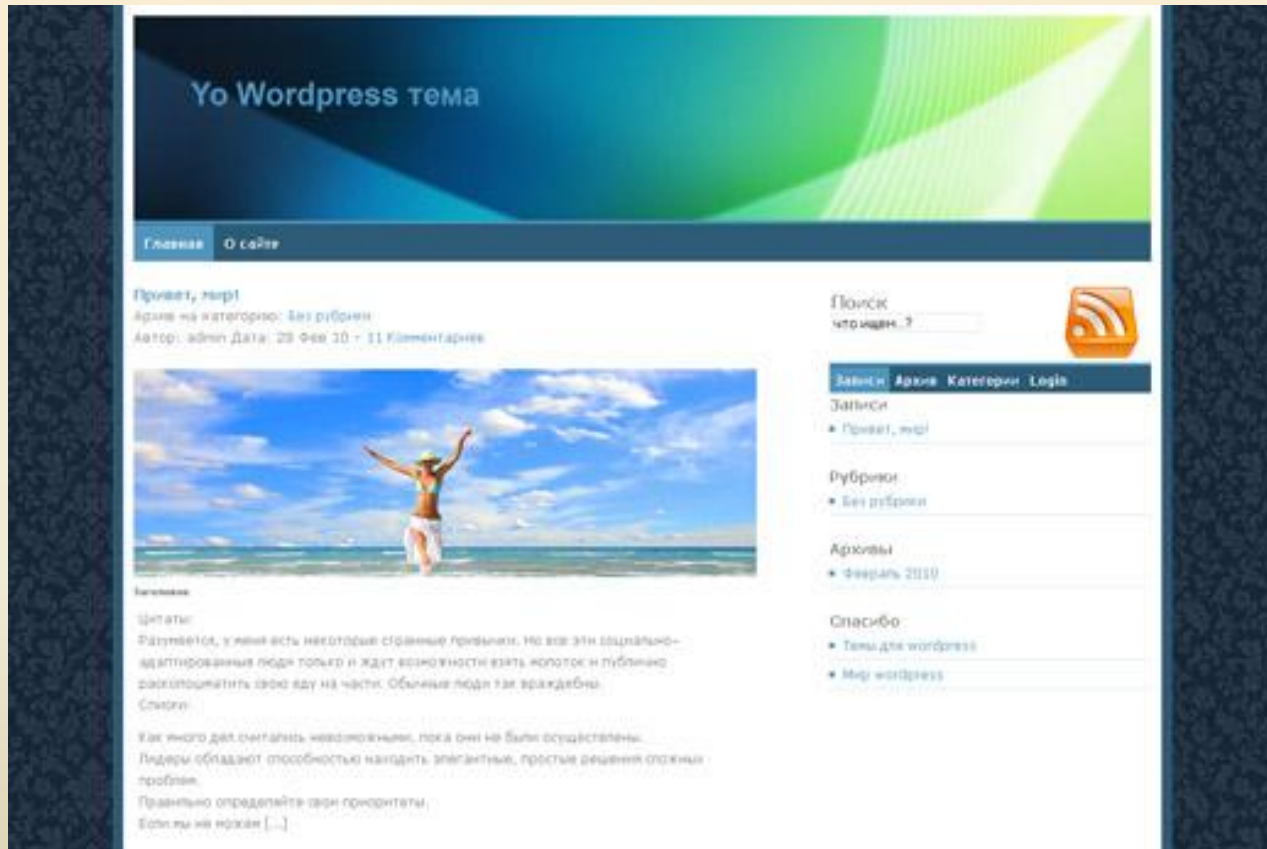 Yo Wordpress тема
Главная О сайте
Привет, мир!
Архив на категорию: Без рубрики
Автор: admin Дата: 28 Фев 10 - 11 Комментариев
Заголовок
Цитаты:
Разумеется, у меня есть некоторые странные привычки. Но все эти социально-
адаптированные люди только и ждут возможности взять молоток и публично
расколошматить свою еду на части. Обычные люди так враждебны.
Списки:
Как много дел считались невозможными, пока они не были осуществлены.
Лидеры обладают способностью находить элегантные, простые решения сложных
проблем.
Правильно определяйте свои приоритеты.
Если мы не можем [...]
Поиск
что ищем..?
Записи Архив Категории Login
Записи
Привет, мир!
Рубрики
Без рубрики
Архивы
Февраль 2010
Спасибо
Темы для wordpress
Мир wordpress